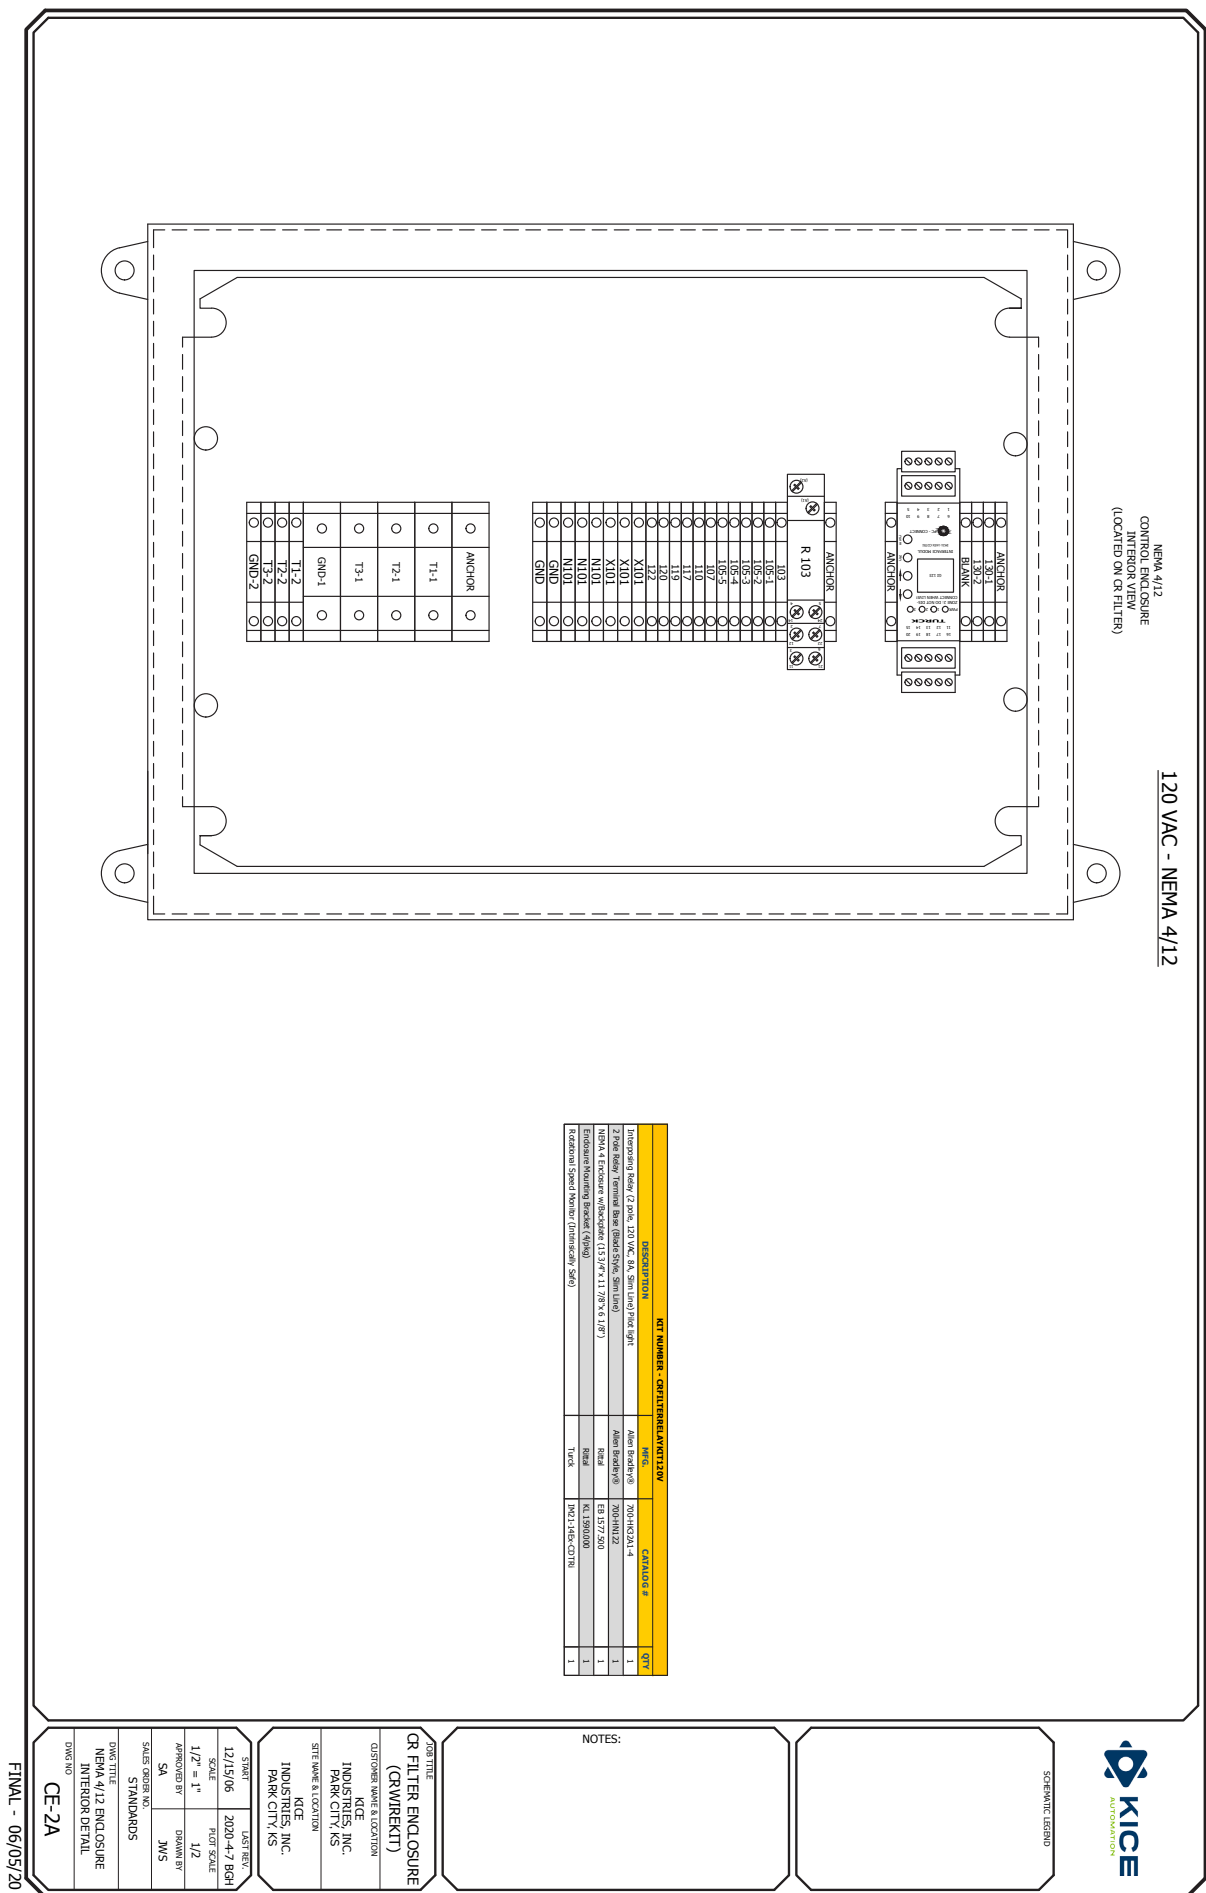 120 VAC - NEMA 4/12
NEMA 4/12
CONTROL ENCLOSURE
INTERIOR VIEW
(LOCATED ON CR FILTER)
ANCHOR
130-1
130-2
BLANK
TURCK
ANCHOR
ANCHOR
R 103
103
105-1
105-2
105-3
105-4
105-5
107
110
117
119
120
122
X101
X101
X101
N101
N101
N101
GND
GND
ANCHOR
T1-1
T2-1
T3-1
GND-1
T1-2
T2-2
T3-2
GND-2
KIT NUMBER - CRFILTERRELAYKIT120V
DESCRIPTION MFG. CATALOG # QTY
Interposing Relay (2 pole, 120 VAC, 8A, Slim Line) Pilot light Allen Bradley® 700-HK32A1-4 1
2 Pole Relay Terminal Base (Blade Style, Slim Line) Allen Bradley® 700-HN122 1
NEMA 4 Enclosure w/Backplate (15 3/4"x 11 7/8"x 6 1/8") Rittal EB 1577.500 1
Enclosure Mounting Bracket (4/pkg) Rittal KL 1590.000 1
Rotational Speed Monitor (Intrinsically Safe) Turck IM21-14Ex-CDTRI 1
KICE
AUTOMATION
SCHEMATIC LEGEND
NOTES:
JOB TITLE
CR FILTER ENCLOSURE
(CRWIREKIT)
CUSTOMER NAME & LOCATION
KICE
INDUSTRIES, INC.
PARK CITY, KS
SITE NAME & LOCATION
KICE
INDUSTRIES, INC.
PARK CITY, KS
START LAST REV.
12/15/06 2020-4-7 BGH
SCALE PLOT SCALE
1/2" = 1" 1/2
APPROVED BY DRAWN BY
SA JWS
SALES ORDER NO.
STANDARDS
DWG TITLE
NEMA 4/12 ENCLOSURE
INTERIOR DETAIL
DWG NO
CE-2A
FINAL - 06/05/20